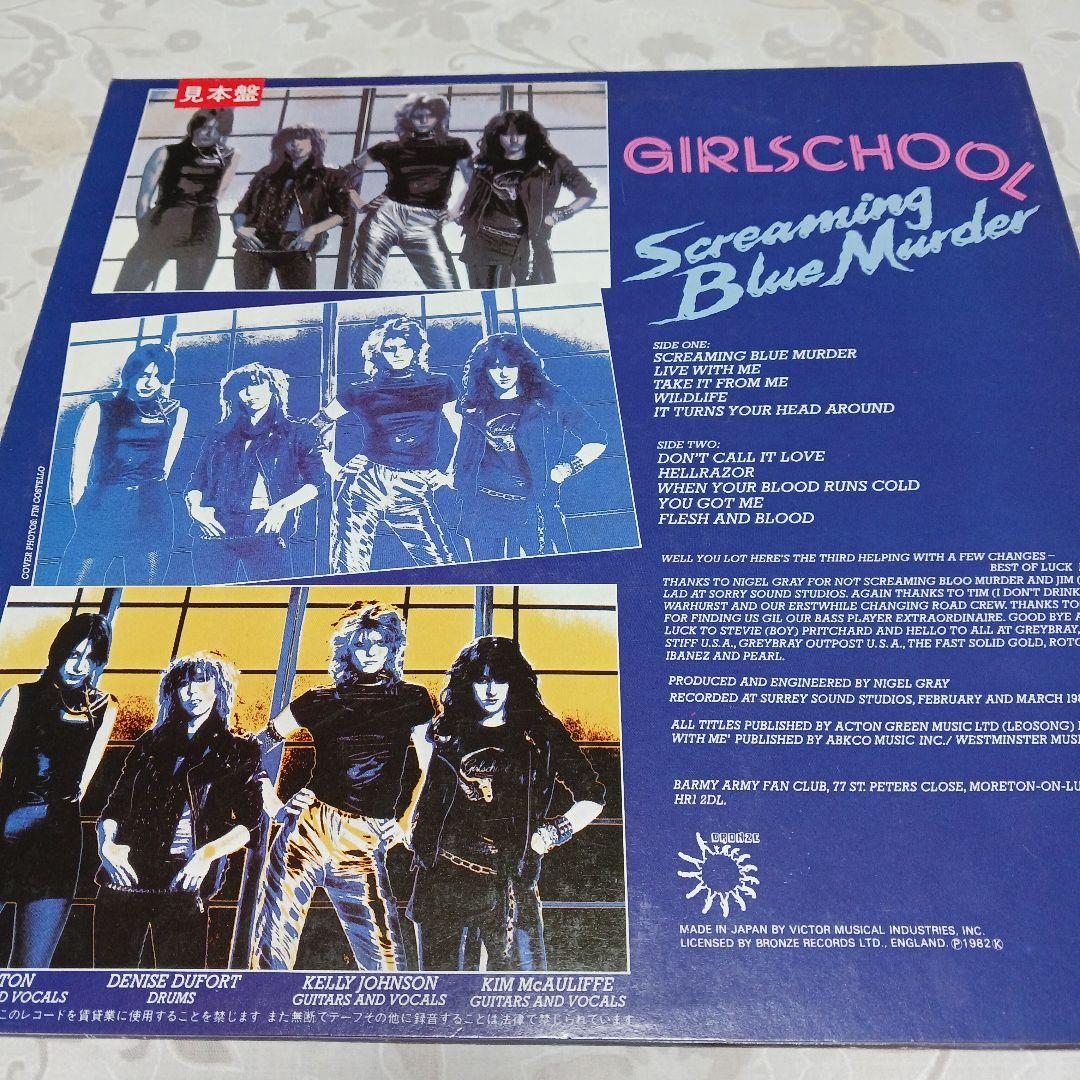 見本盤
GIRLSCHOOL
Screaming
Blue Murder
SIDE ONE:
SCREAMING BLUE MURDER
LIVE WITH ME
TAKE IT FROM ME
WILDLIFE
IT TURNS YOUR HEAD AROUND
SIDE TWO:
DON'T CALL IT LOVE
HELLRAZOR
WHEN YOUR BLOOD RUNS COLD
YOU GOT ME
FLESH AND BLOOD
COVER PHOTOS: FIN COSTELLO
WELL YOU LOT HERE'S THE THIRD HELPING WITH A FEW CHANGES –
BEST OF LUCK
THANKS TO NIGEL GRAY FOR NOT SCREAMING BLOO MURDER AND JIM (
LAD AT SORRY SOUND STUDIOS. AGAIN THANKS TO TIM (I DON'T DRINK
WARHURST AND OUR ERSTWHILE CHANGING ROAD CREW. THANKS TO
FOR FINDING US GIL OUR BASS PLAYER EXTRAORDINAIRE. GOOD BYE A
LUCK TO STEVIE (BOY) PRITCHARD AND HELLO TO ALL AT GREYBRAY,
STIFF U.S.A., GREYBRAY OUTPOST U.S.A., THE FAST SOLID GOLD, ROTO
IBANEZ AND PEARL.
PRODUCED AND ENGINEERED BY NIGEL GRAY
RECORDED AT SURREY SOUND STUDIOS, FEBRUARY AND MARCH 198
ALL TITLES PUBLISHED BY ACTON GREEN MUSIC LTD (LEOSONG)
WITH ME' PUBLISHED BY ABKCO MUSIC INC./ WESTMINSTER MUSI
BARMY ARMY FAN CLUB, 77 ST. PETERS CLOSE, MORETON-ON-LU
HR1 2DL.
Girlschool
BRONZE
MADE IN JAPAN BY VICTOR MUSICAL INDUSTRIES, INC.
LICENSED BY BRONZE RECORDS LTD., ENGLAND. Ⓟ1982Ⓚ
TON
D VOCALS
DENISE DUFORT
DRUMS
KELLY JOHNSON
GUITARS AND VOCALS
KIM McAULIFFE
GUITARS AND VOCALS
このレコードを賃貸業に使用することを禁じます また無断でテープその他に録音することは法律で禁じられています